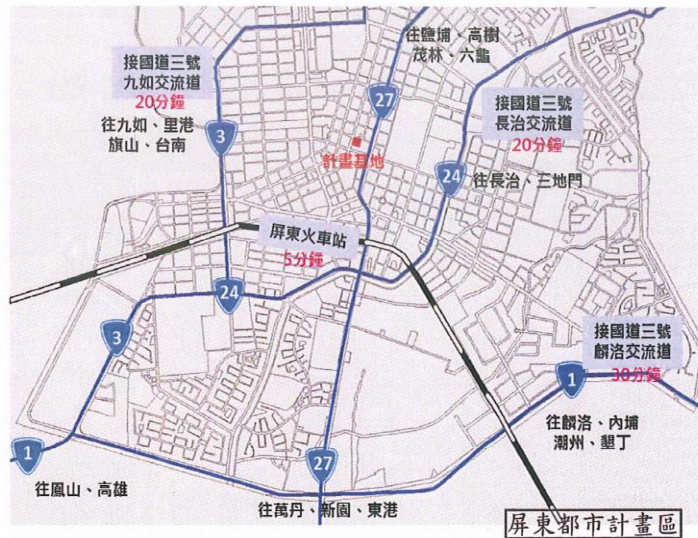 接國道三號
九如交流道
20分鐘
往九如、里港
旗山、台南
3
往鹽埔、高樹
茂林、六龜
27
接國道三號
長治交流道
20分鐘
計畫基地
24
往長治、三地門
屏東火車站
5分鐘
24
3
接國道三號
麟洛交流道
30分鐘
1
往麟洛、內埔
潮州、墾丁
1
往鳳山、高雄
27
往萬丹、新園、東港
屏東都市計畫區